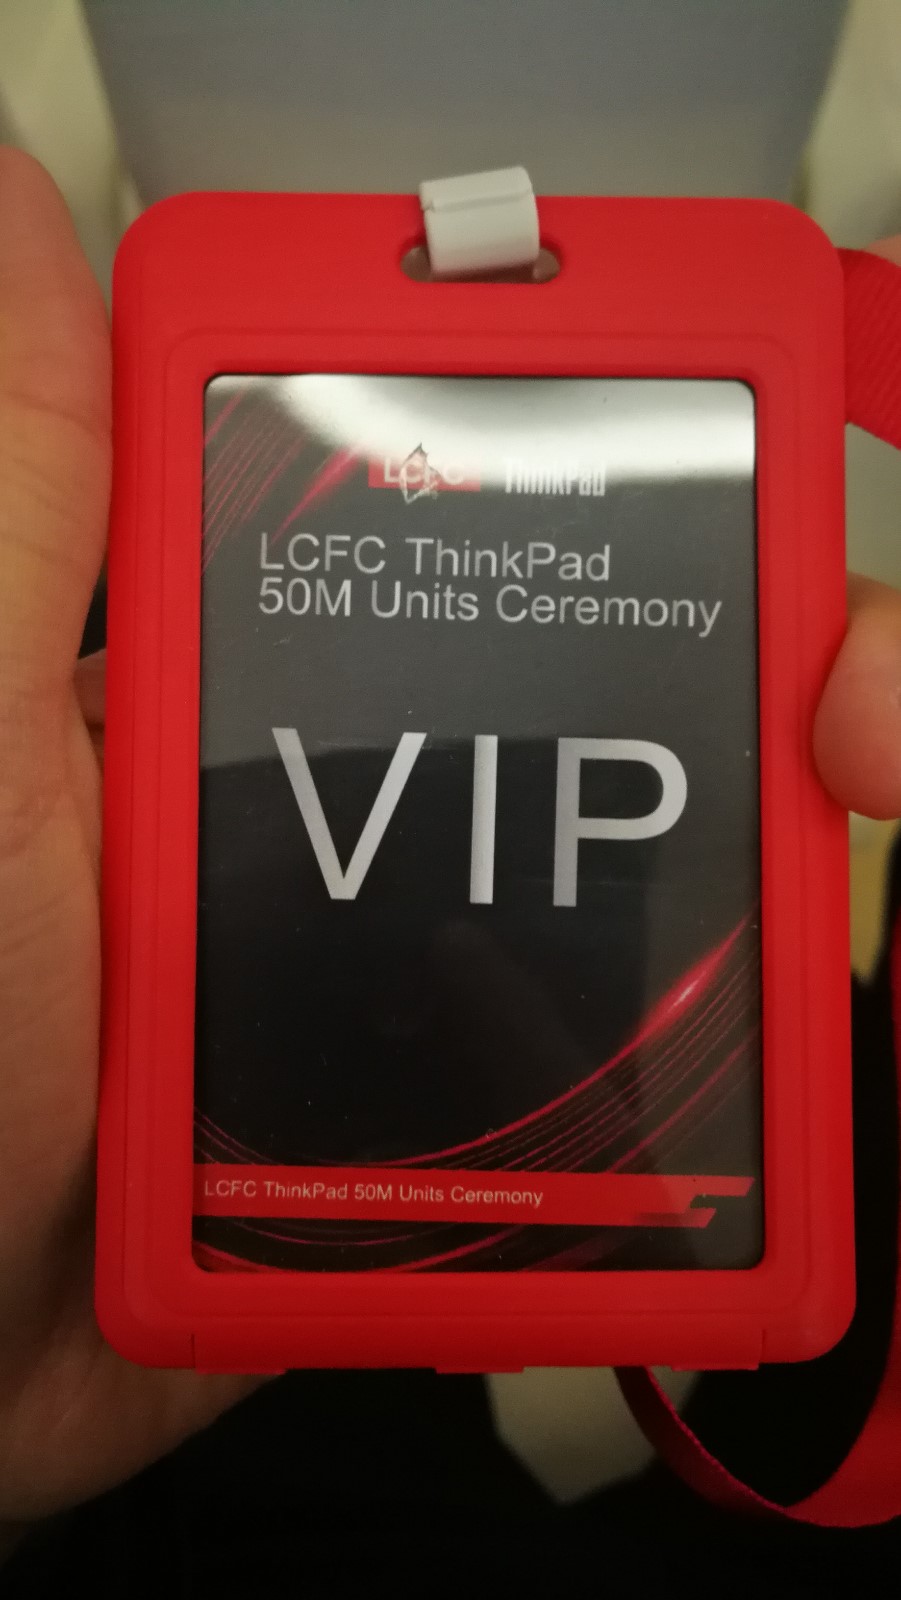 LCFC ThinkPad
LCFC ThinkPad
50M Units Ceremony
VIP
LCFC ThinkPad 50M Units Ceremony